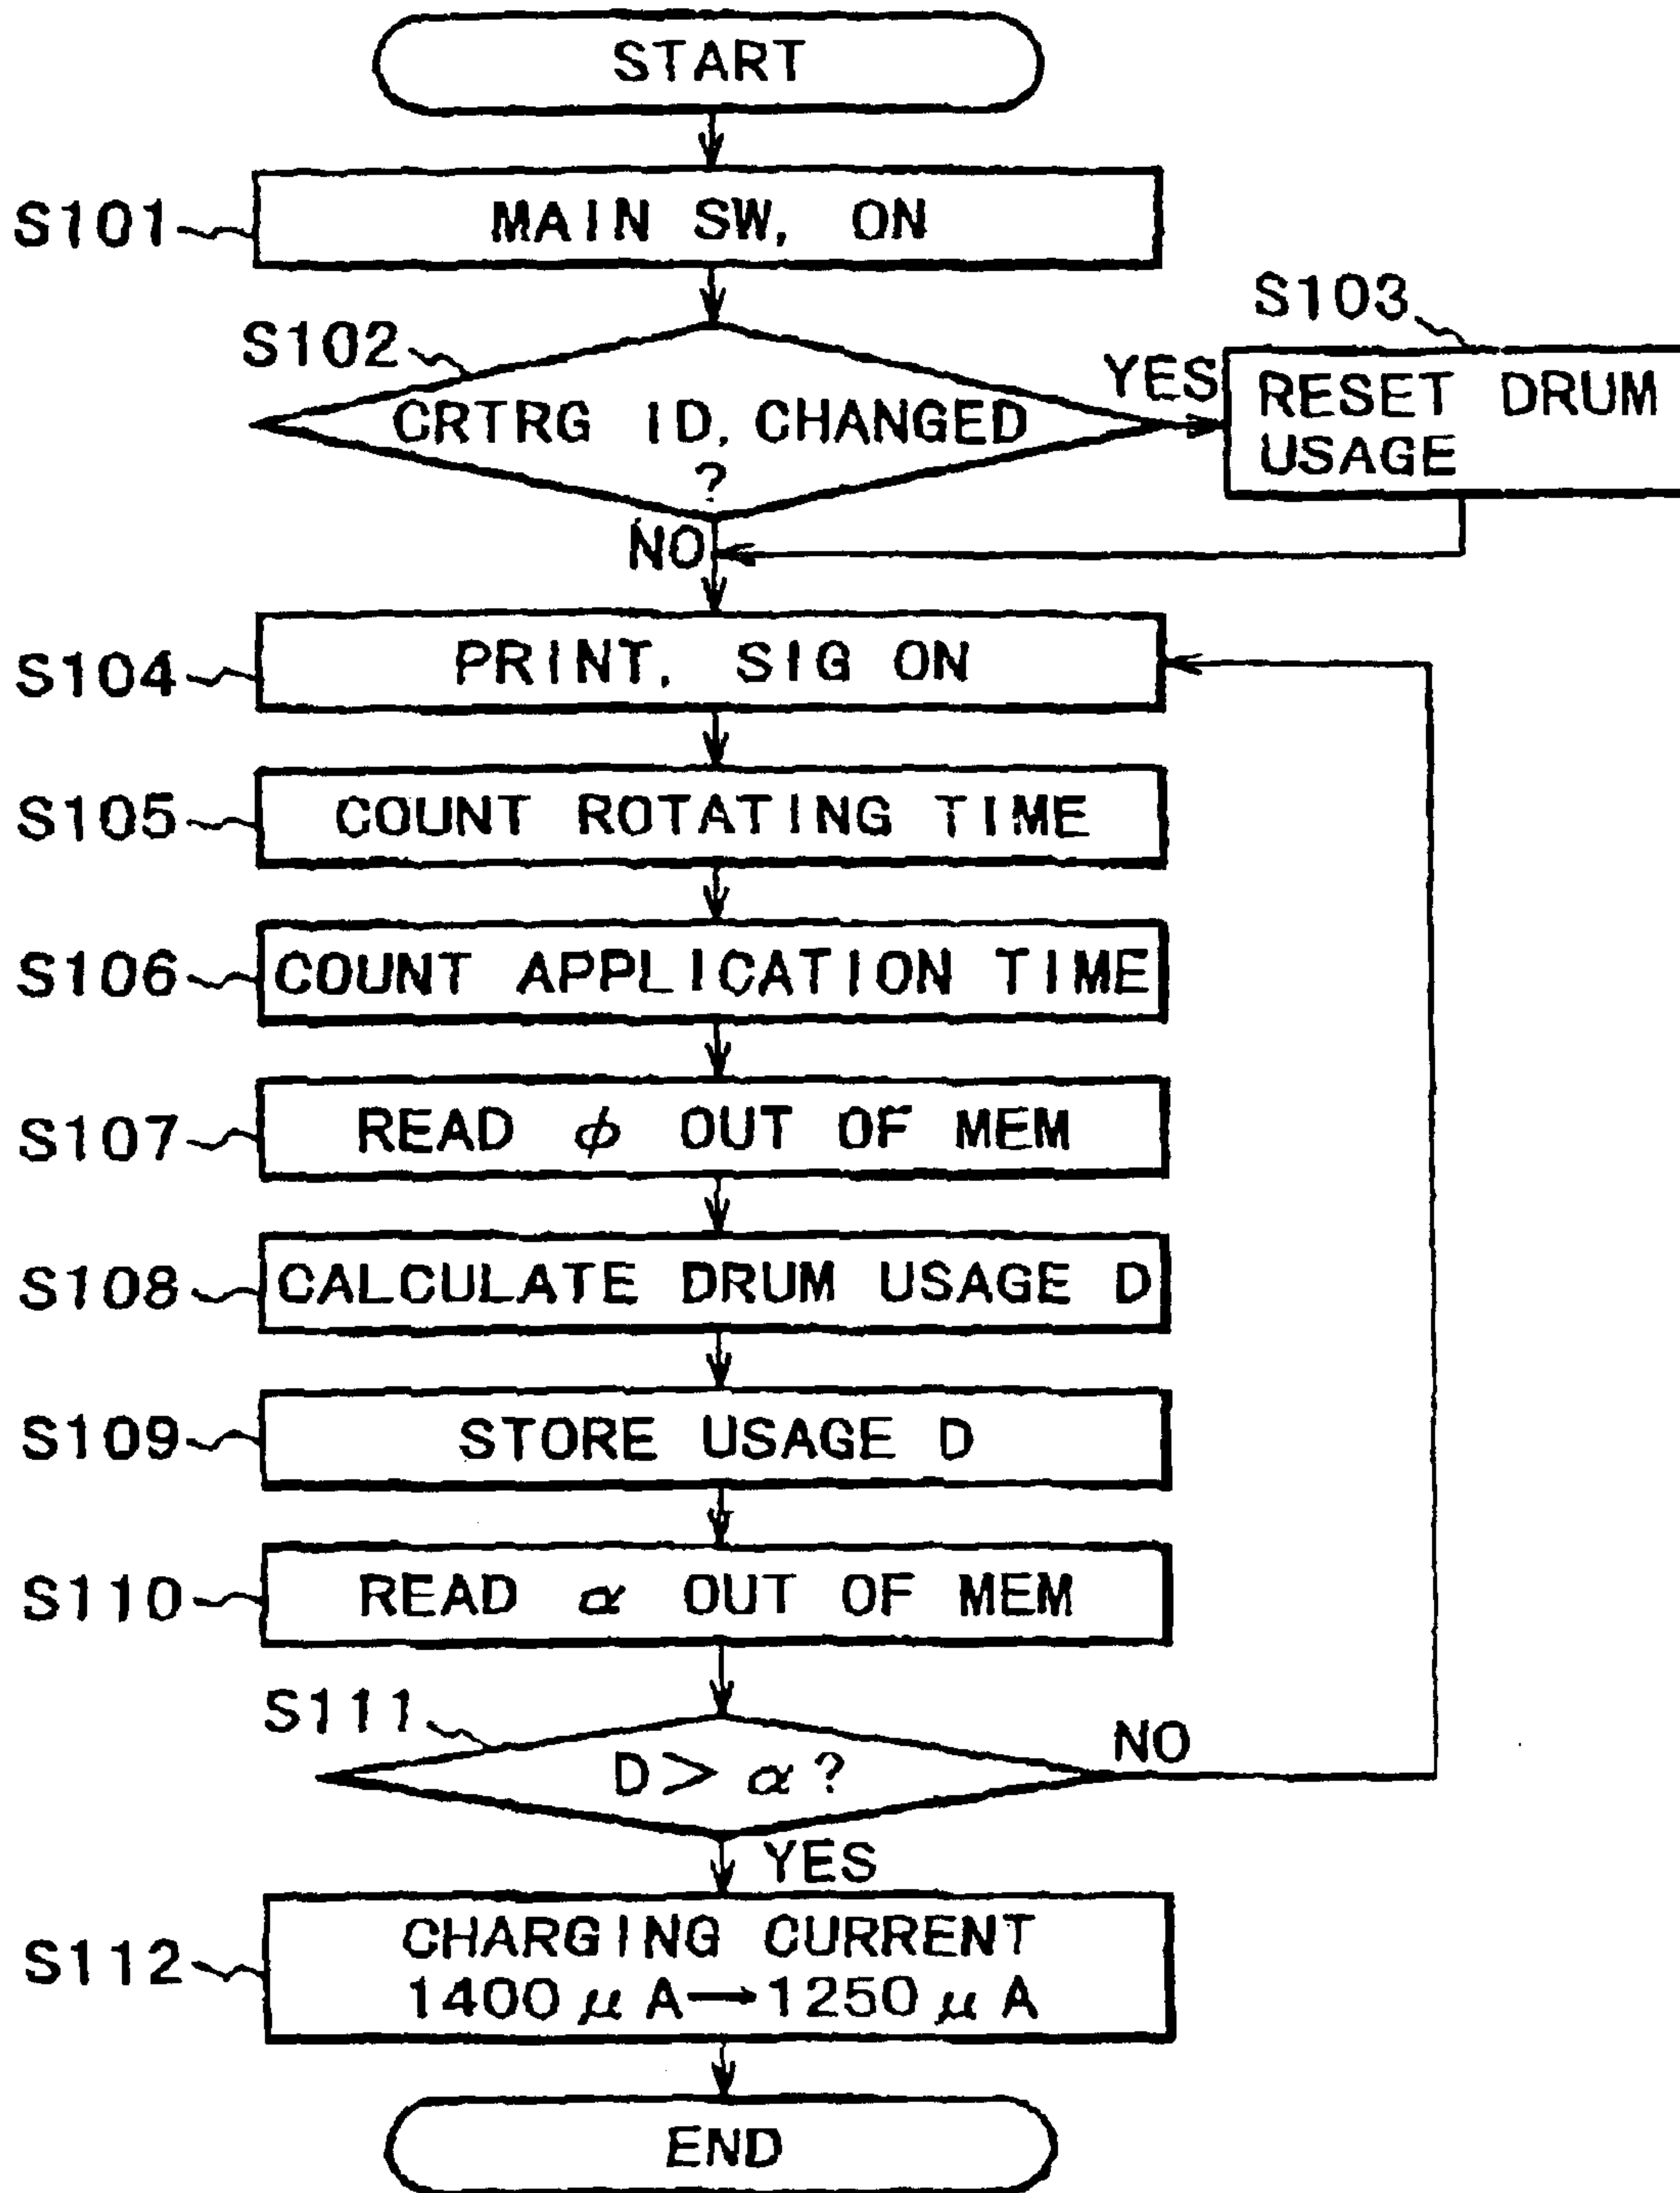 START
S101
MAIN SW, ON
S102
CRTRG ID, CHANGED
?
YES
S103
RESET DRUM
USAGE
NO
S104
PRINT, SIG ON
S105
COUNT ROTATING TIME
S106
COUNT APPLICATION TIME
S107
READ ϕ OUT OF MEM
S108
CALCULATE DRUM USAGE D
S109
STORE USAGE D
S110
READ α OUT OF MEM
S111
D > α ?
NO
YES
S112
CHARGING CURRENT
1400 μA → 1250 μA
END